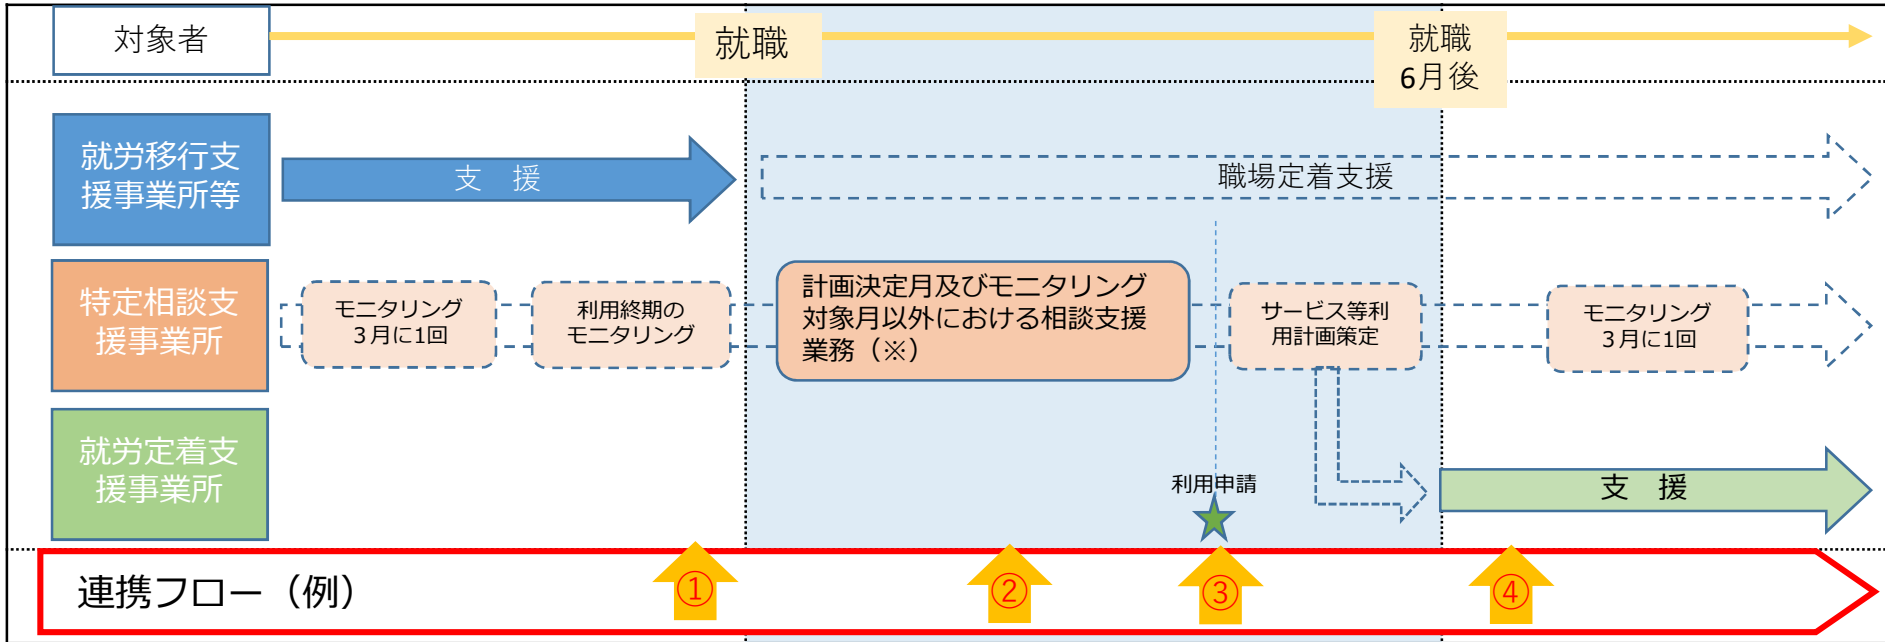 対象者
就職
就職
6月後
就労移行支
援事業所等
支　援
職場定着支援
特定相談支
援事業所
モニタリング
３月に1回
利用終期の
モニタリング
計画決定月及びモニタリング
対象月以外における相談支援
業務（※）
サービス等利
用計画策定
モニタリング
３月に1回
就労定着支
援事業所
利用申請
支　援
連携フロー（例）
①
②
③
④